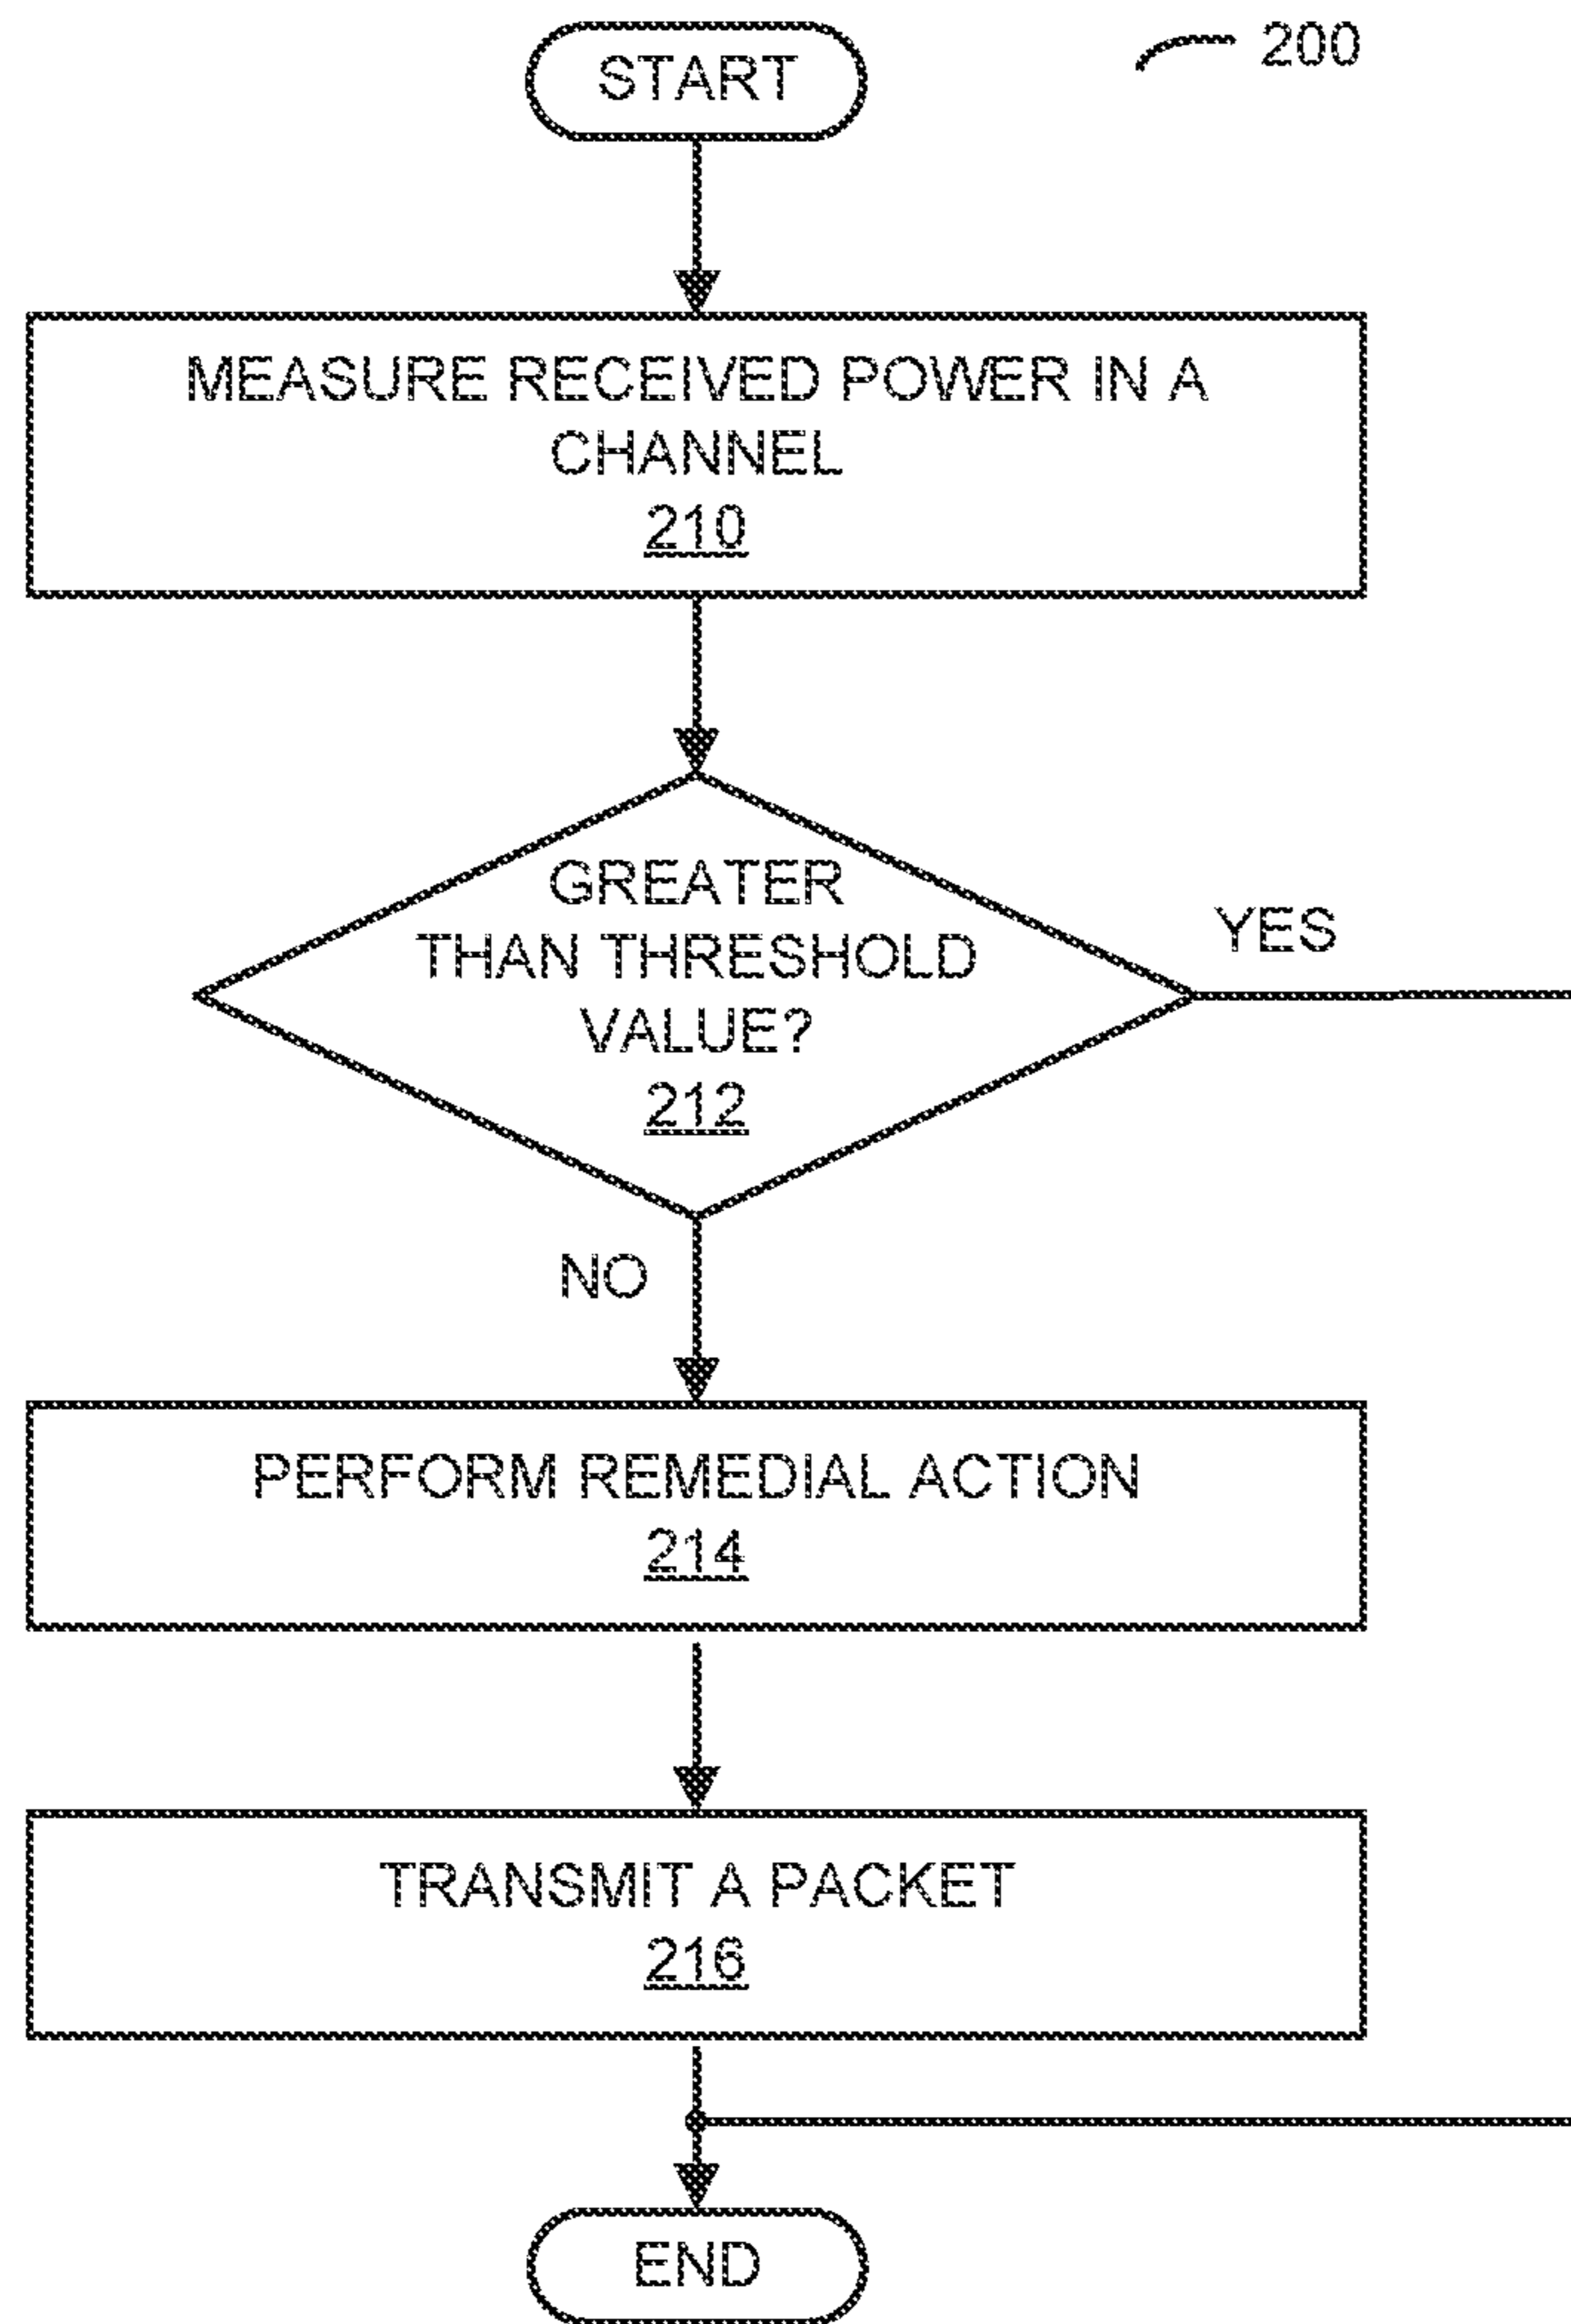 200
START
MEASURE RECEIVED POWER IN A
CHANNEL
210
GREATER
THAN THRESHOLD
VALUE?
212
YES
NO
PERFORM REMEDIAL ACTION
214
TRANSMIT A PACKET
216
END